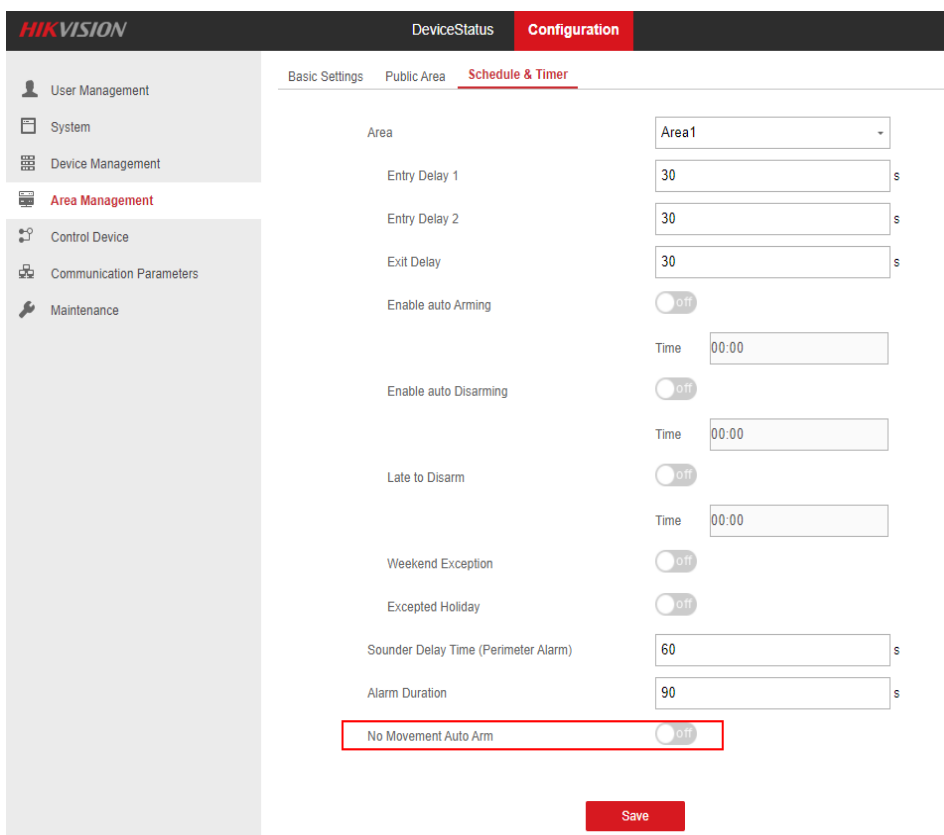 HIKVISION
DeviceStatus
Configuration
User Management
System
Device Management
Area Management
Control Device
Communication Parameters
Maintenance
Basic Settings
Public Area
Schedule & Timer
Area
Area1
Entry Delay 1
30
s
Entry Delay 2
30
s
Exit Delay
30
s
Enable auto Arming
off
Time
00:00
Enable auto Disarming
off
Time
00:00
Late to Disarm
off
Time
00:00
Weekend Exception
off
Excepted Holiday
off
Sounder Delay Time (Perimeter Alarm)
60
s
Alarm Duration
90
s
No Movement Auto Arm
off
Save